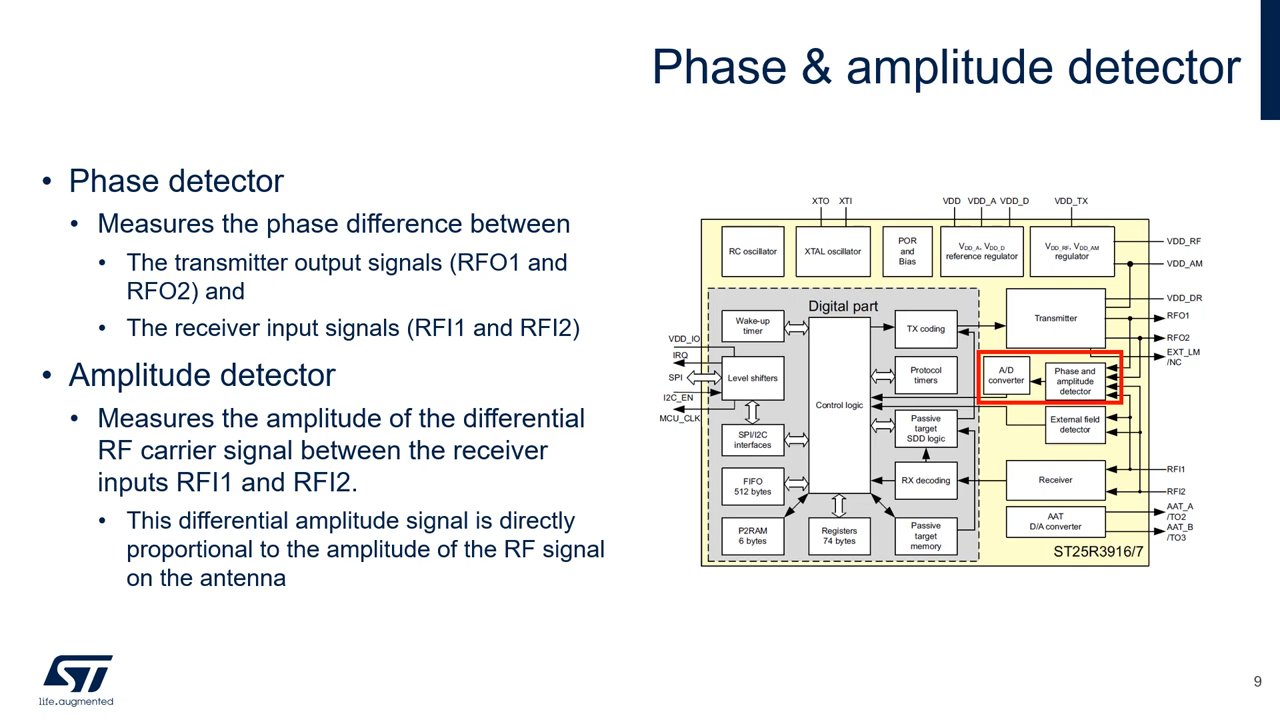 Phase & amplitude detector
• Phase detector
• Measures the phase difference between
• The transmitter output signals (RFO1 and
RFO2) and
• The receiver input signals (RFI1 and RFI2)
• Amplitude detector
• Measures the amplitude of the differential
RF carrier signal between the receiver
inputs RFI1 and RFI2.
• This differential amplitude signal is directly
proportional to the amplitude of the RF signal
on the antenna
XTO XTI VDD VDD_A VDD_D VDD_TX
RC oscillator
XTAL oscillator
POR
and
Bias
VDD_A, VDD_D
reference regulator
VDD_RF, VDD_AM
regulator
VDD_RF
VDD_AM
VDD_DR
RFO1
RFO2
EXT_LM
/NC
Digital part
Wake-up
timer
TX coding
Transmitter
VDD_IO
IRQ
SPI
I2C_EN
MCU_CLK
Level shifters
Control logic
Protocol
timers
A/D
converter
Phase and
amplitude
detector
SPI/I2C
interfaces
Passive
target
SDD logic
External field
detector
FIFO
512 bytes
RX decoding
Receiver
RFI1
RFI2
P2RAM
6 bytes
Registers
74 bytes
Passive
target
memory
AAT
D/A converter
AAT_A
/TO2
AAT_B
/TO3
ST25R3916/7
ST
life.augmented
9